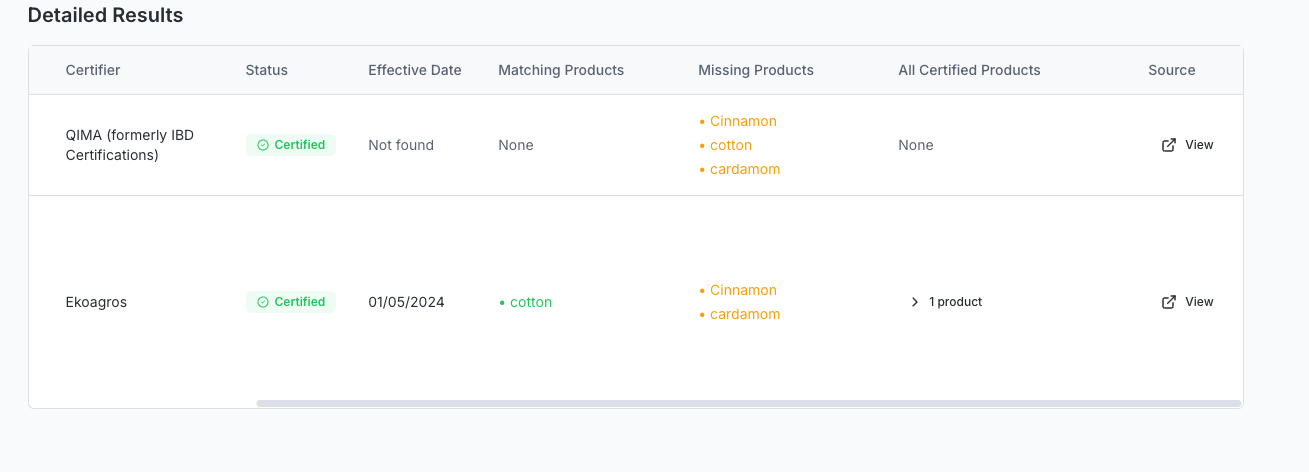 Detailed Results
Certifier Status Effective Date Matching Products Missing Products All Certified Products Source
QIMA (formerly IBD Certifications) Certified Not found None • Cinnamon • cotton • cardamom None View
Ekoagros Certified 01/05/2024 • cotton • Cinnamon • cardamom 1 product View